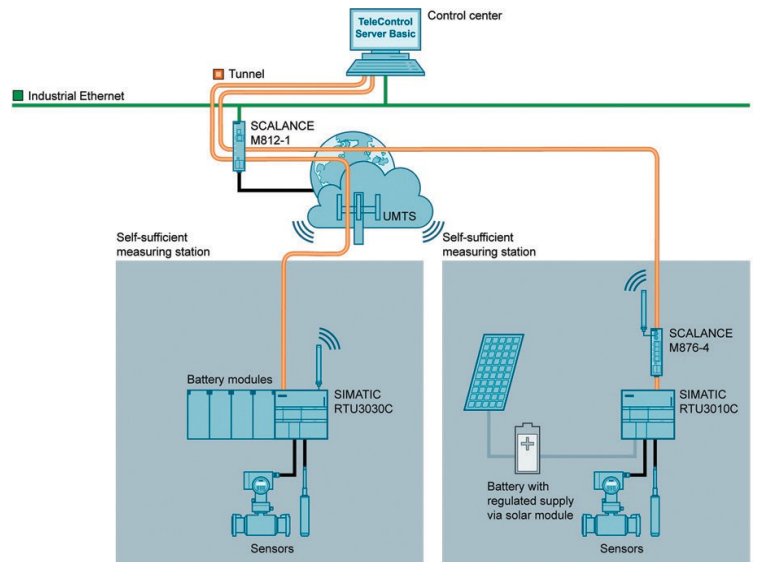 TeleControl
Server Basic
Control center
Tunnel
Industrial Ethernet
SCALANCE
M812-1
UMTS
Self-sufficient
measuring station
Self-sufficient
measuring station
SCALANCE
M876-4
Battery modules
SIMATIC
RTU3030C
SIMATIC
RTU3010C
Battery with
regulated supply
via solar module
Sensors
Sensors